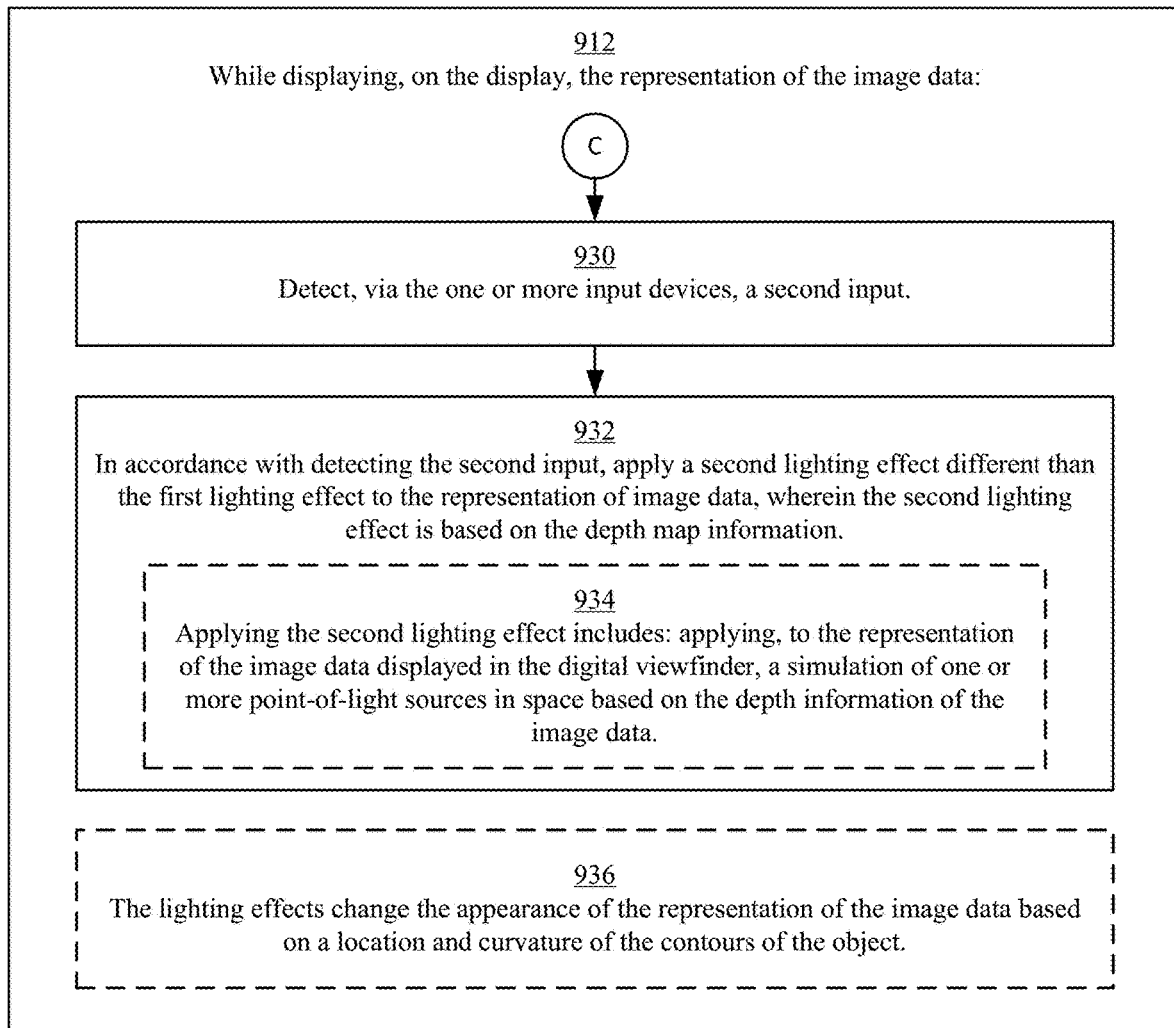 912
While displaying, on the display, the representation of the image data:
C
930
Detect, via the one or more input devices, a second input.
932
In accordance with detecting the second input, apply a second lighting effect different than
the first lighting effect to the representation of image data, wherein the second lighting
effect is based on the depth map information.
934
Applying the second lighting effect includes: applying, to the representation
of the image data displayed in the digital viewfinder, a simulation of one or
more point-of-light sources in space based on the depth information of the
image data.
936
The lighting effects change the appearance of the representation of the image data based
on a location and curvature of the contours of the object.